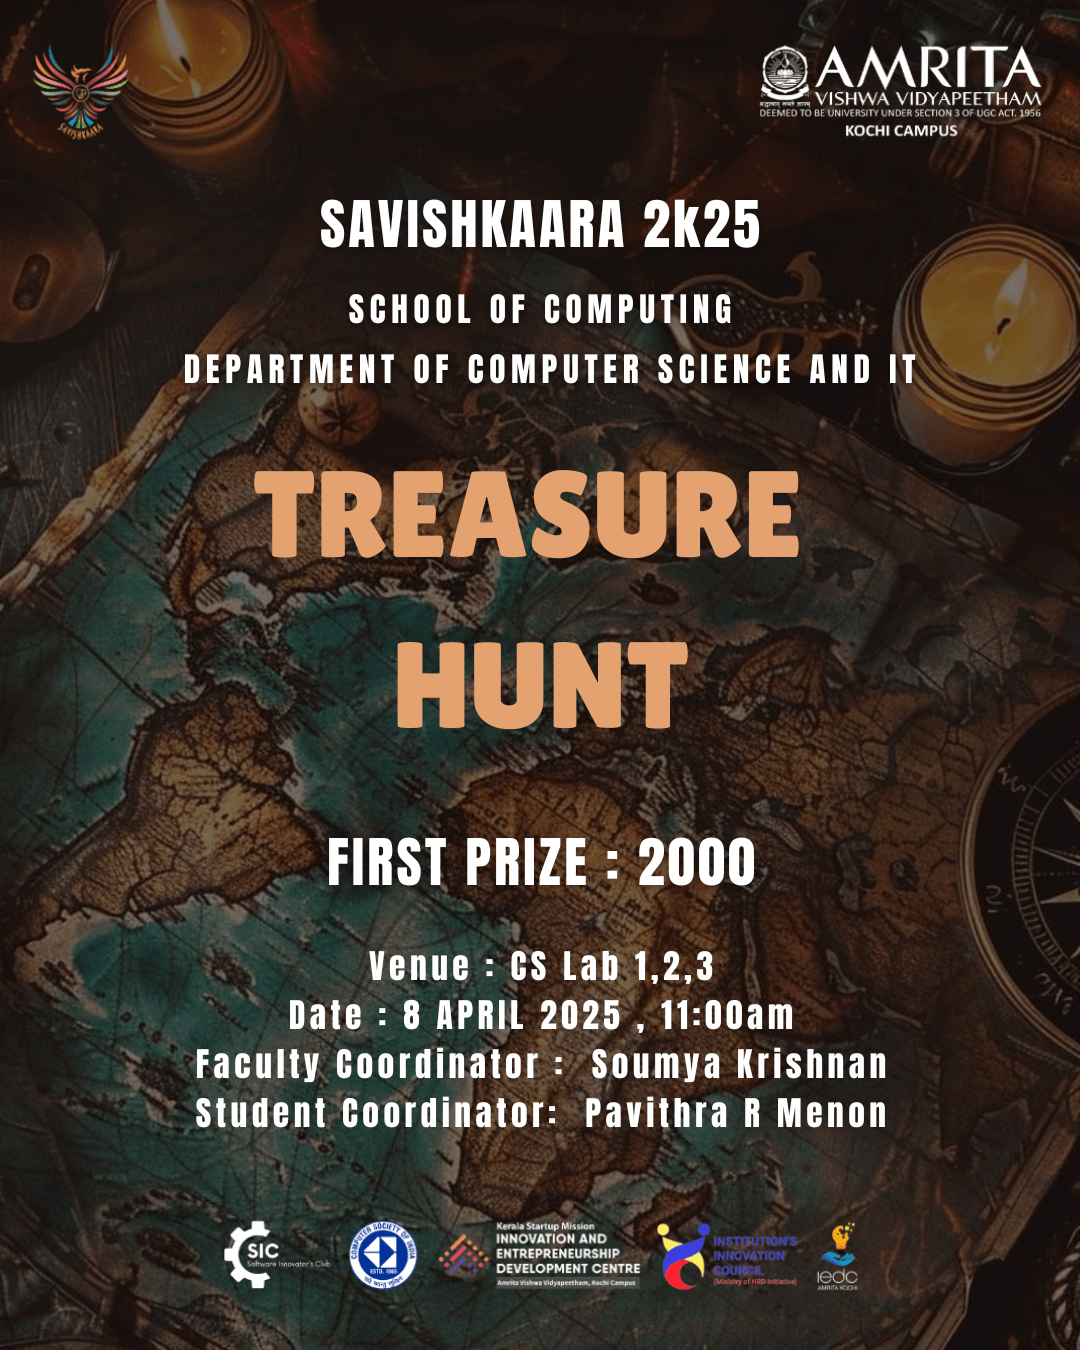 SAVISHKAARA
AMRITA
VISHWA VIDYAPEETHAM
DEEMED TO BE UNIVERSITY UNDER SECTION 3 OF UGC ACT. 1956
KOCHI CAMPUS
SAVISHKAARA 2k25
SCHOOL OF COMPUTING
DEPARTMENT OF COMPUTER SCIENCE AND IT
TREASURE
HUNT
FIRST PRIZE : 2000
Venue : CS Lab 1,2,3
Date : 8 APRIL 2025 , 11:00am
Faculty Coordinator : Soumya Krishnan
Student Coordinator: Pavithra R Menon
SIC
Software Innovator's Club
COMPUTER SOCIETY OF INDIA
ESTD. 1965
Kerala Startup Mission
INNOVATION AND
ENTREPRENEURSHIP
DEVELOPMENT CENTRE
Amrita Vishwa Vidyapeetham, Kochi Campus
INSTITUTION'S
INNOVATION
COUNCIL
(Ministry of HRD Initiative)
iedc
AMRITA KOCHI